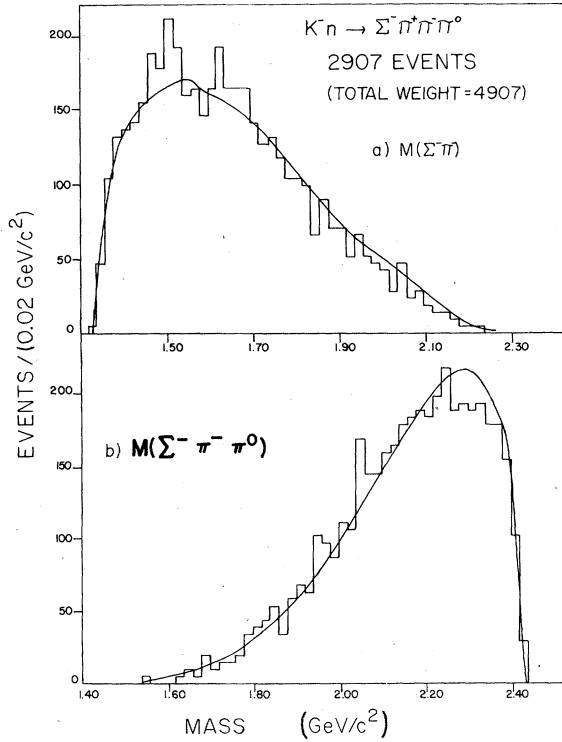 K⁻n → Σ⁻π⁺π⁻π⁰
2907 EVENTS
(TOTAL WEIGHT=4907)
a) M(Σ⁻π⁻)
200
150
100
50
0
1.50 1.70 1.90 2.10 2.30
EVENTS/(0.02 GeV/c²)
b) M(Σ⁻ π⁻ π⁰)
200
150
100
50
0
1.40 1.60 1.80 2.00 2.20 2.40
MASS (GeV/c²)